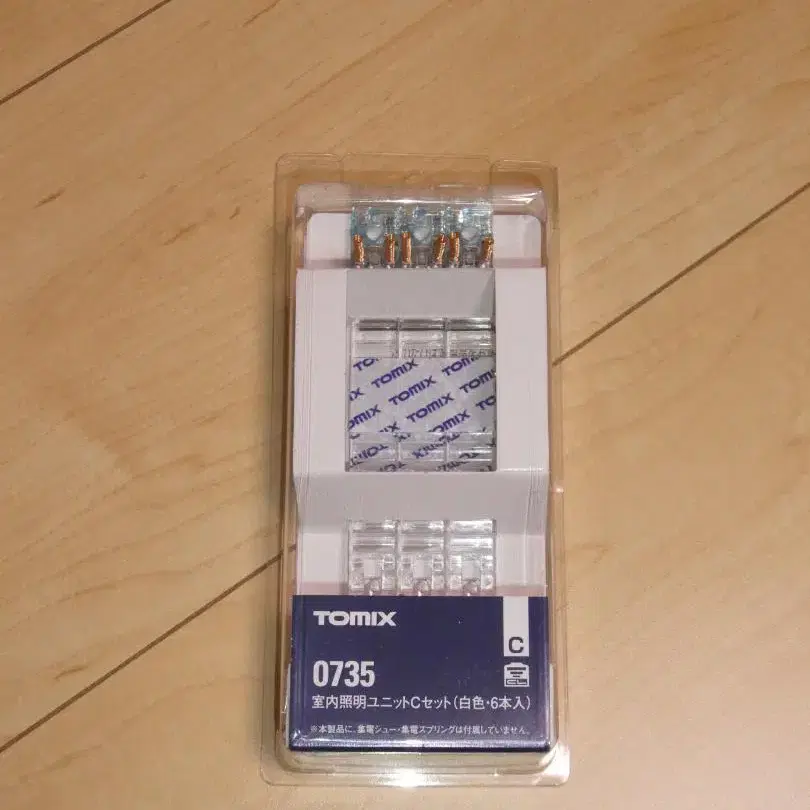 TOMIX TOMIX
TOMIX TOMIX
TOMIX TOMIX
TOMIX
C
0735
CL
室内照明ユニットCセット(白色・6本入)
※本製品に、集電シュー・集電スプリングは付属していません。